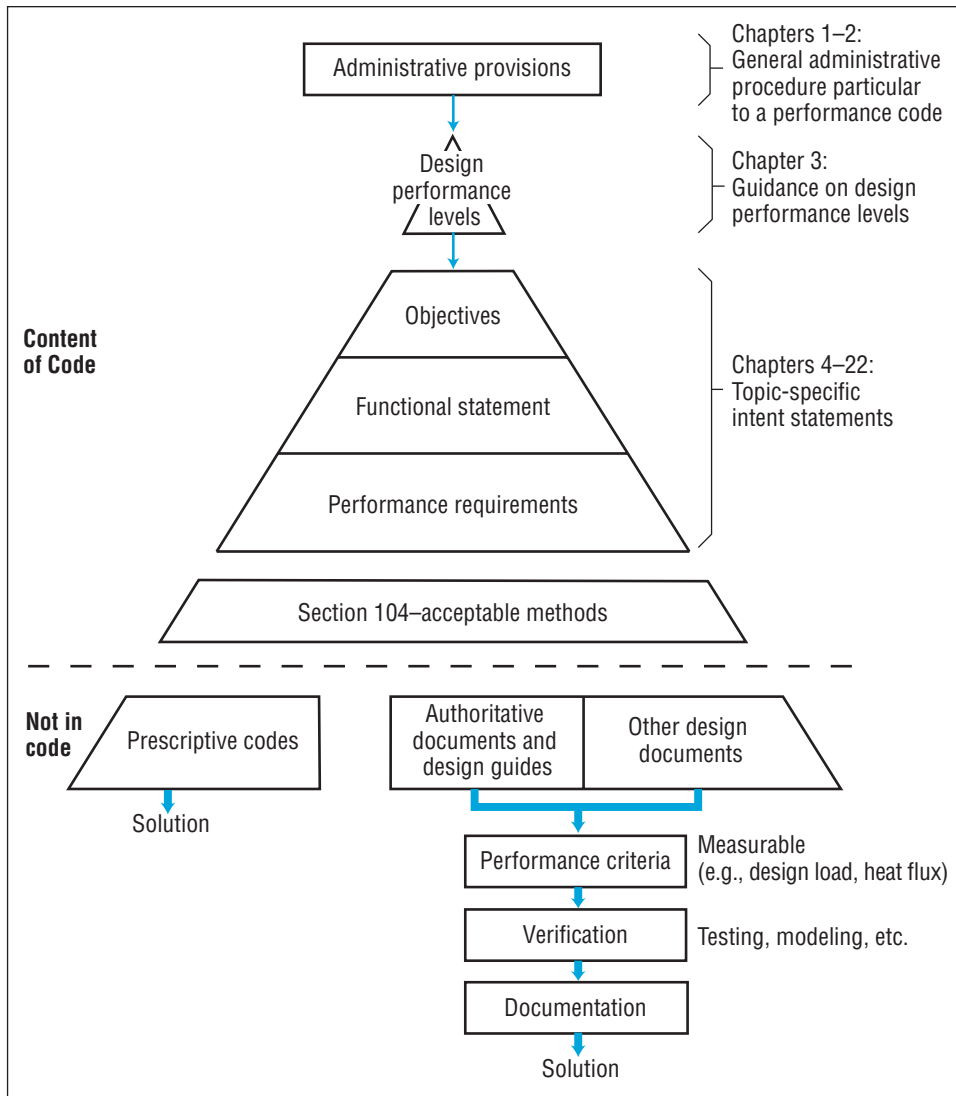 Administrative provisions
Chapters 1–2:
General administrative
procedure particular
to a performance code
Design
performance
levels
Chapter 3:
Guidance on design
performance levels
Content
of Code
Objectives
Functional statement
Performance requirements
Chapters 4–22:
Topic-specific
intent statements
Section 104–acceptable methods
Not in
code
Prescriptive codes
Solution
Authoritative
documents and
design guides
Other design
documents
Performance criteria
Measurable
(e.g., design load, heat flux)
Verification
Testing, modeling, etc.
Documentation
Solution